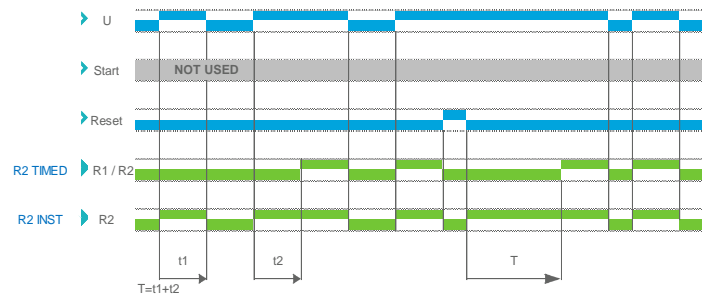 U
Start NOT USED
Reset
R2 TIMED R1 / R2
R2 INST R2
t1 t2 T
T=t1+t2